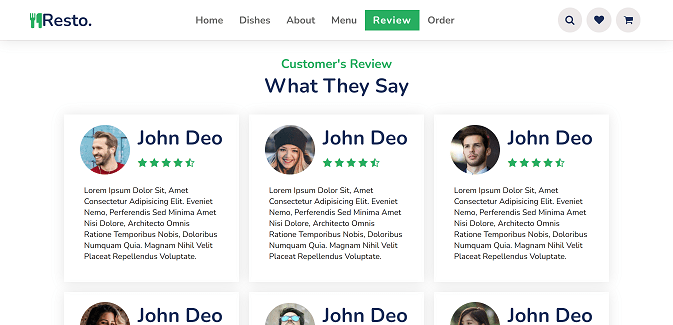 Resto.
Home Dishes About Menu Review Order
Customer's Review
What They Say
John Deo
Lorem Ipsum Dolor Sit, Amet
Consectetur Adipisicing Elit. Eveniet
Nemo, Perferendis Sed Minima Amet
Nisi Dolore, Architecto Omnis
Ratione Temporibus Nobis, Doloribus
Numquam Quia. Magnam Nihil Velit
Placeat Repellendus Voluptate.
John Deo
Lorem Ipsum Dolor Sit, Amet
Consectetur Adipisicing Elit. Eveniet
Nemo, Perferendis Sed Minima Amet
Nisi Dolore, Architecto Omnis
Ratione Temporibus Nobis, Doloribus
Numquam Quia. Magnam Nihil Velit
Placeat Repellendus Voluptate.
John Deo
Lorem Ipsum Dolor Sit, Amet
Consectetur Adipisicing Elit. Eveniet
Nemo, Perferendis Sed Minima Amet
Nisi Dolore, Architecto Omnis
Ratione Temporibus Nobis, Doloribus
Numquam Quia. Magnam Nihil Velit
Placeat Repellendus Voluptate.
John Deo
John Deo
John Deo